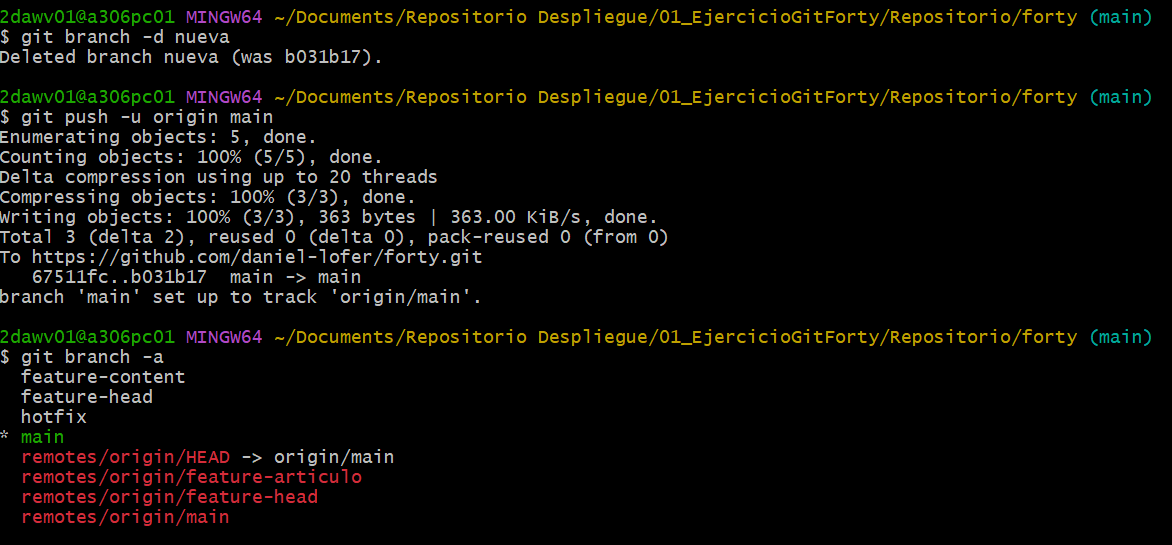 2dawv01@a306pc01 MINGW64 ~/Documents/Repositorio Despliegue/01_EjercicioGitForty/Repositorio/forty (main)
$ git branch -d nueva
Deleted branch nueva (was b031b17).
2dawv01@a306pc01 MINGW64 ~/Documents/Repositorio Despliegue/01_EjercicioGitForty/Repositorio/forty (main)
$ git push -u origin main
Enumerating objects: 5, done.
Counting objects: 100% (5/5), done.
Delta compression using up to 20 threads
Compressing objects: 100% (3/3), done.
Writing objects: 100% (3/3), 363 bytes | 363.00 KiB/s, done.
Total 3 (delta 2), reused 0 (delta 0), pack-reused 0 (from 0)
To https://github.com/daniel-lofer/forty.git
   67511fc..b031b17  main -> main
branch 'main' set up to track 'origin/main'.
2dawv01@a306pc01 MINGW64 ~/Documents/Repositorio Despliegue/01_EjercicioGitForty/Repositorio/forty (main)
$ git branch -a
  feature-content
  feature-head
  hotfix
* main
  remotes/origin/HEAD -> origin/main
  remotes/origin/feature-articulo
  remotes/origin/feature-head
  remotes/origin/main